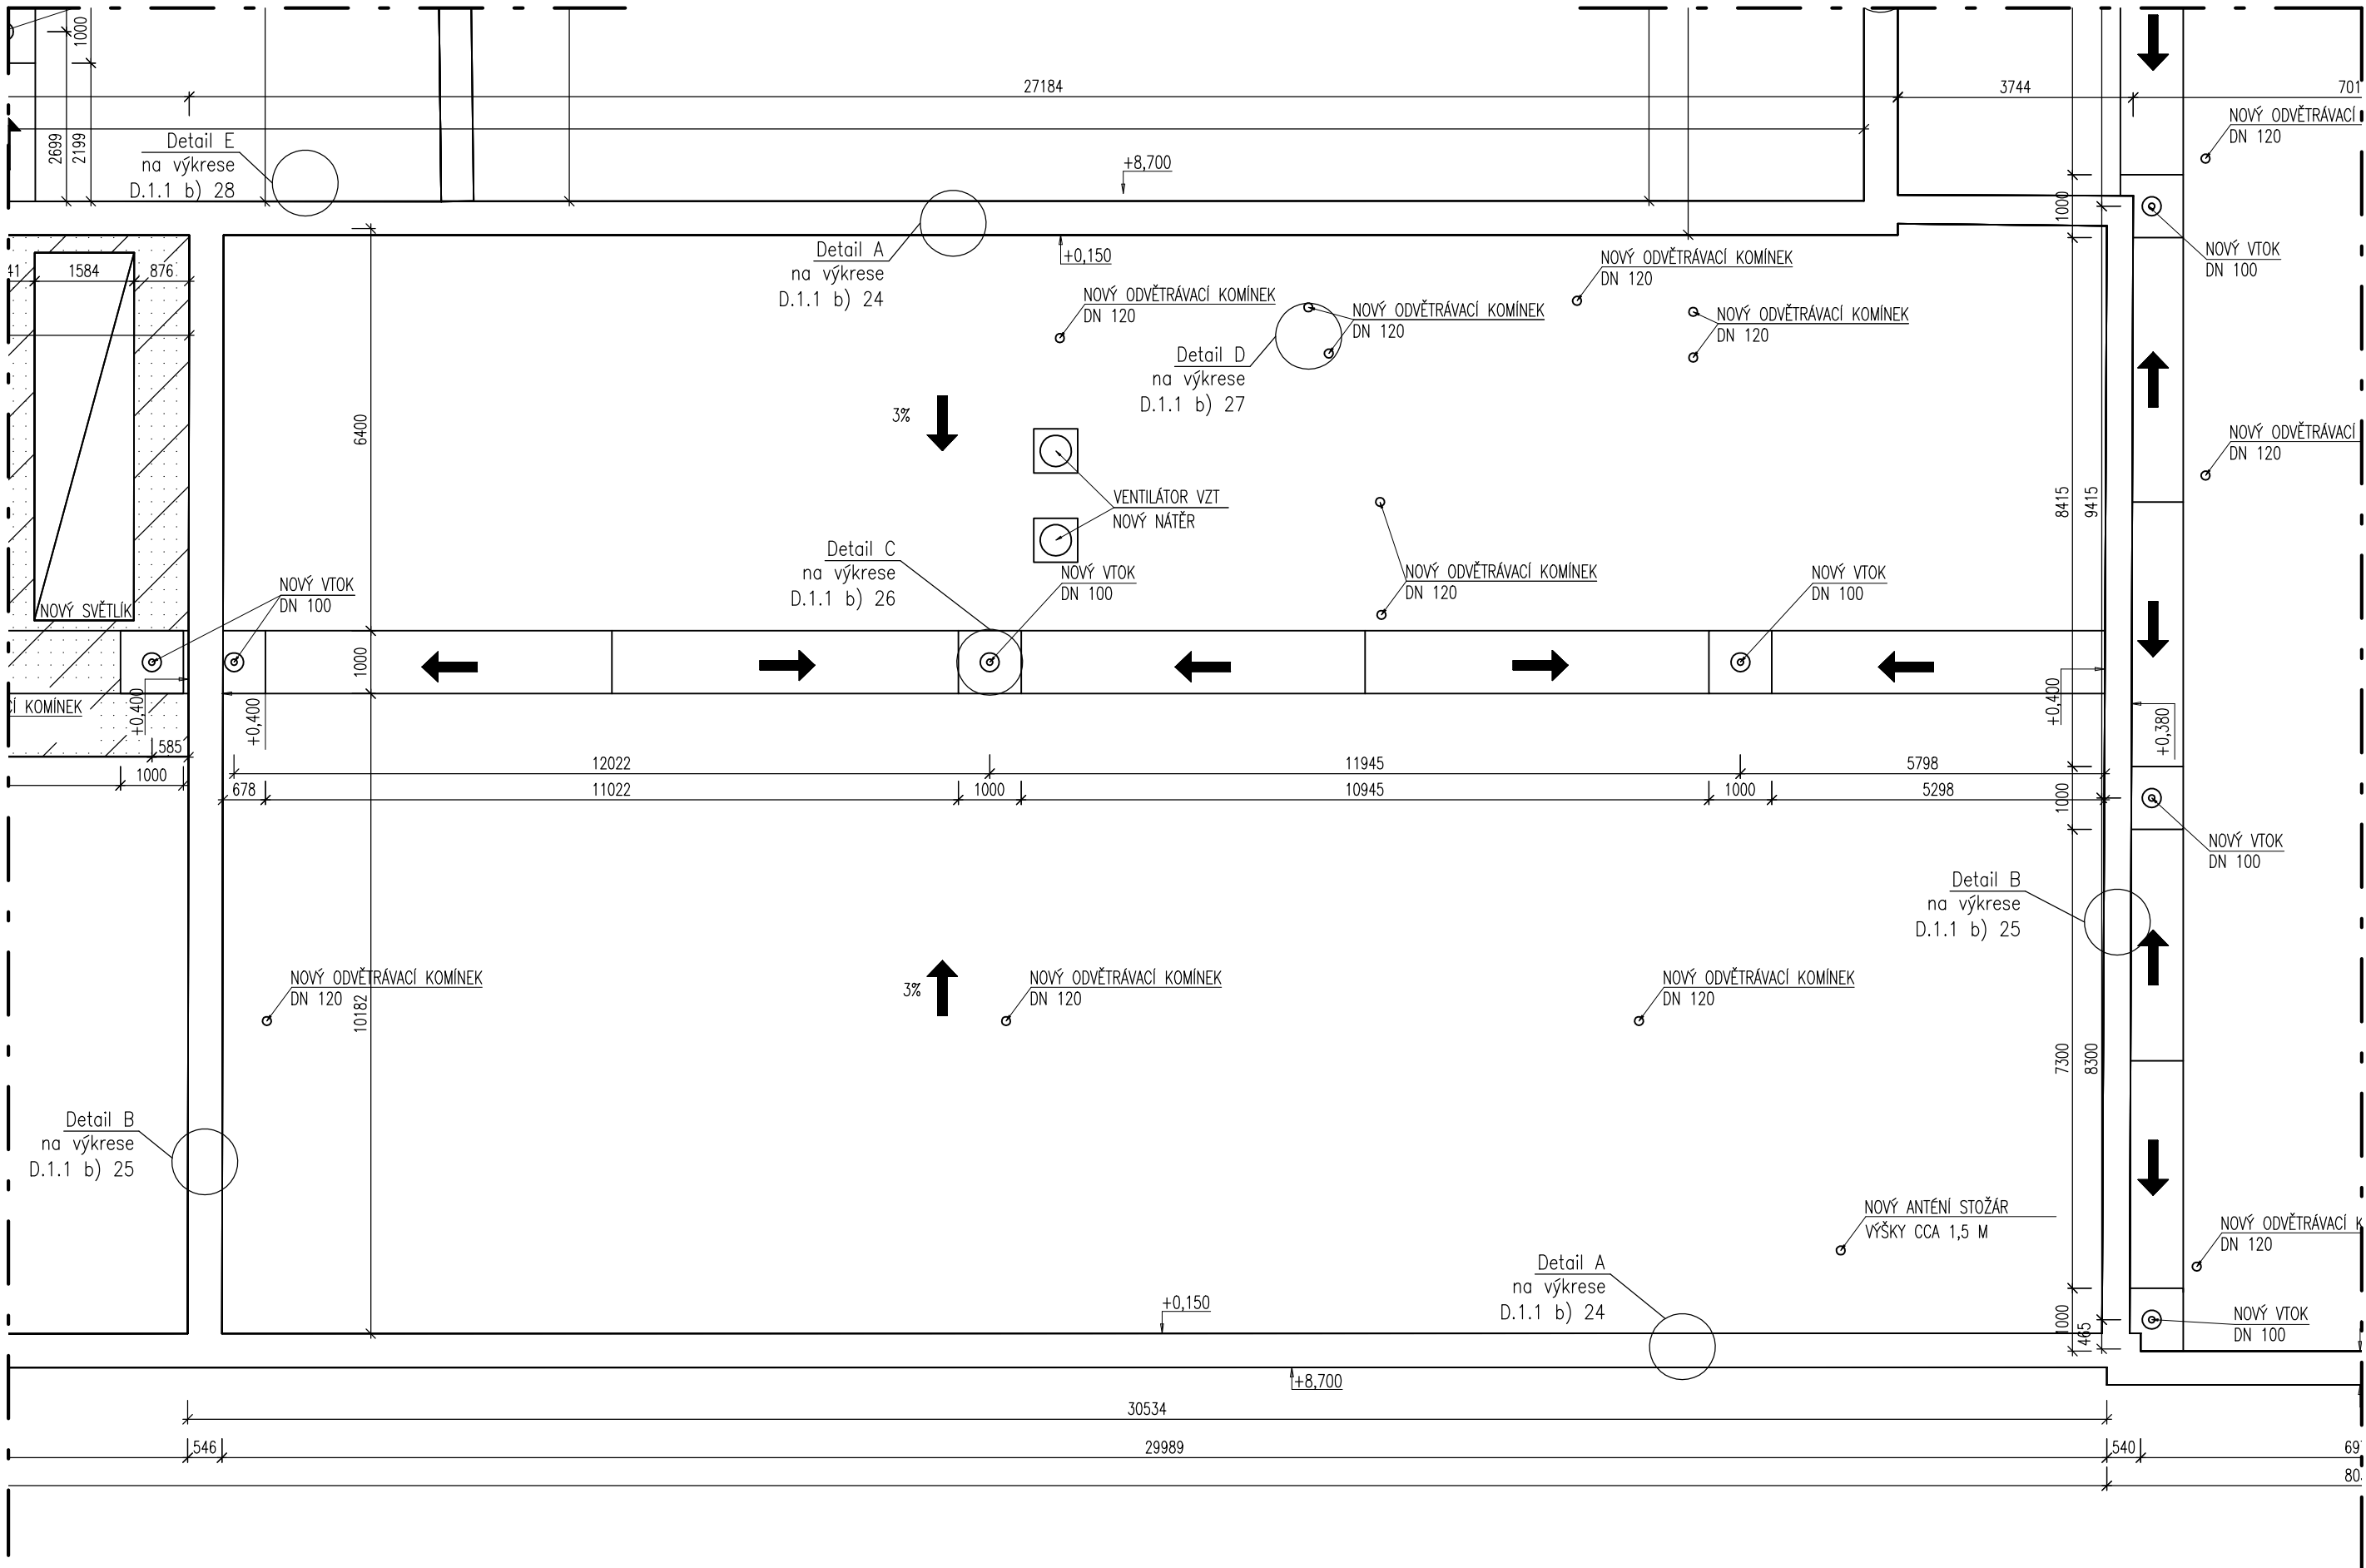 1000
27184
3744
701
2699
2199
Detail E
na výkrese
D.1.1 b) 28
+8,700
NOVÝ ODVĚTRÁVACÍ
DN 120
1000
Detail A
na výkrese
D.1.1 b) 24
+0,150
NOVÝ ODVĚTRÁVACÍ KOMÍNEK
DN 120
NOVÝ VTOK
DN 100
41
1584
876
NOVÝ ODVĚTRÁVACÍ KOMÍNEK
DN 120
NOVÝ ODVĚTRÁVACÍ KOMÍNEK
DN 120
NOVÝ ODVĚTRÁVACÍ KOMÍNEK
DN 120
Detail D
na výkrese
D.1.1 b) 27
6400
3%
NOVÝ ODVĚTRÁVACÍ
DN 120
VENTILÁTOR VZT
NOVÝ NÁTĚR
8415
9415
Detail C
na výkrese
D.1.1 b) 26
NOVÝ VTOK
DN 100
NOVÝ VTOK
DN 100
NOVÝ ODVĚTRÁVACÍ KOMÍNEK
DN 120
NOVÝ VTOK
DN 100
NOVÝ SVĚTLÍK
1000
Í KOMÍNEK
+0,400
+0,400
+0,400
+0,380
585
1000
12022
11945
5798
678
11022
1000
10945
1000
5298
1000
NOVÝ VTOK
DN 100
Detail B
na výkrese
D.1.1 b) 25
NOVÝ ODVĚTRÁVACÍ KOMÍNEK
DN 120
10182
3%
NOVÝ ODVĚTRÁVACÍ KOMÍNEK
DN 120
NOVÝ ODVĚTRÁVACÍ KOMÍNEK
DN 120
7300
8300
Detail B
na výkrese
D.1.1 b) 25
NOVÝ ANTÉNÍ STOŽÁR
VÝŠKY CCA 1,5 M
NOVÝ ODVĚTRÁVACÍ K
DN 120
Detail A
na výkrese
D.1.1 b) 24
+0,150
1000
465
NOVÝ VTOK
DN 100
+8,700
30534
546
29989
540
69
80